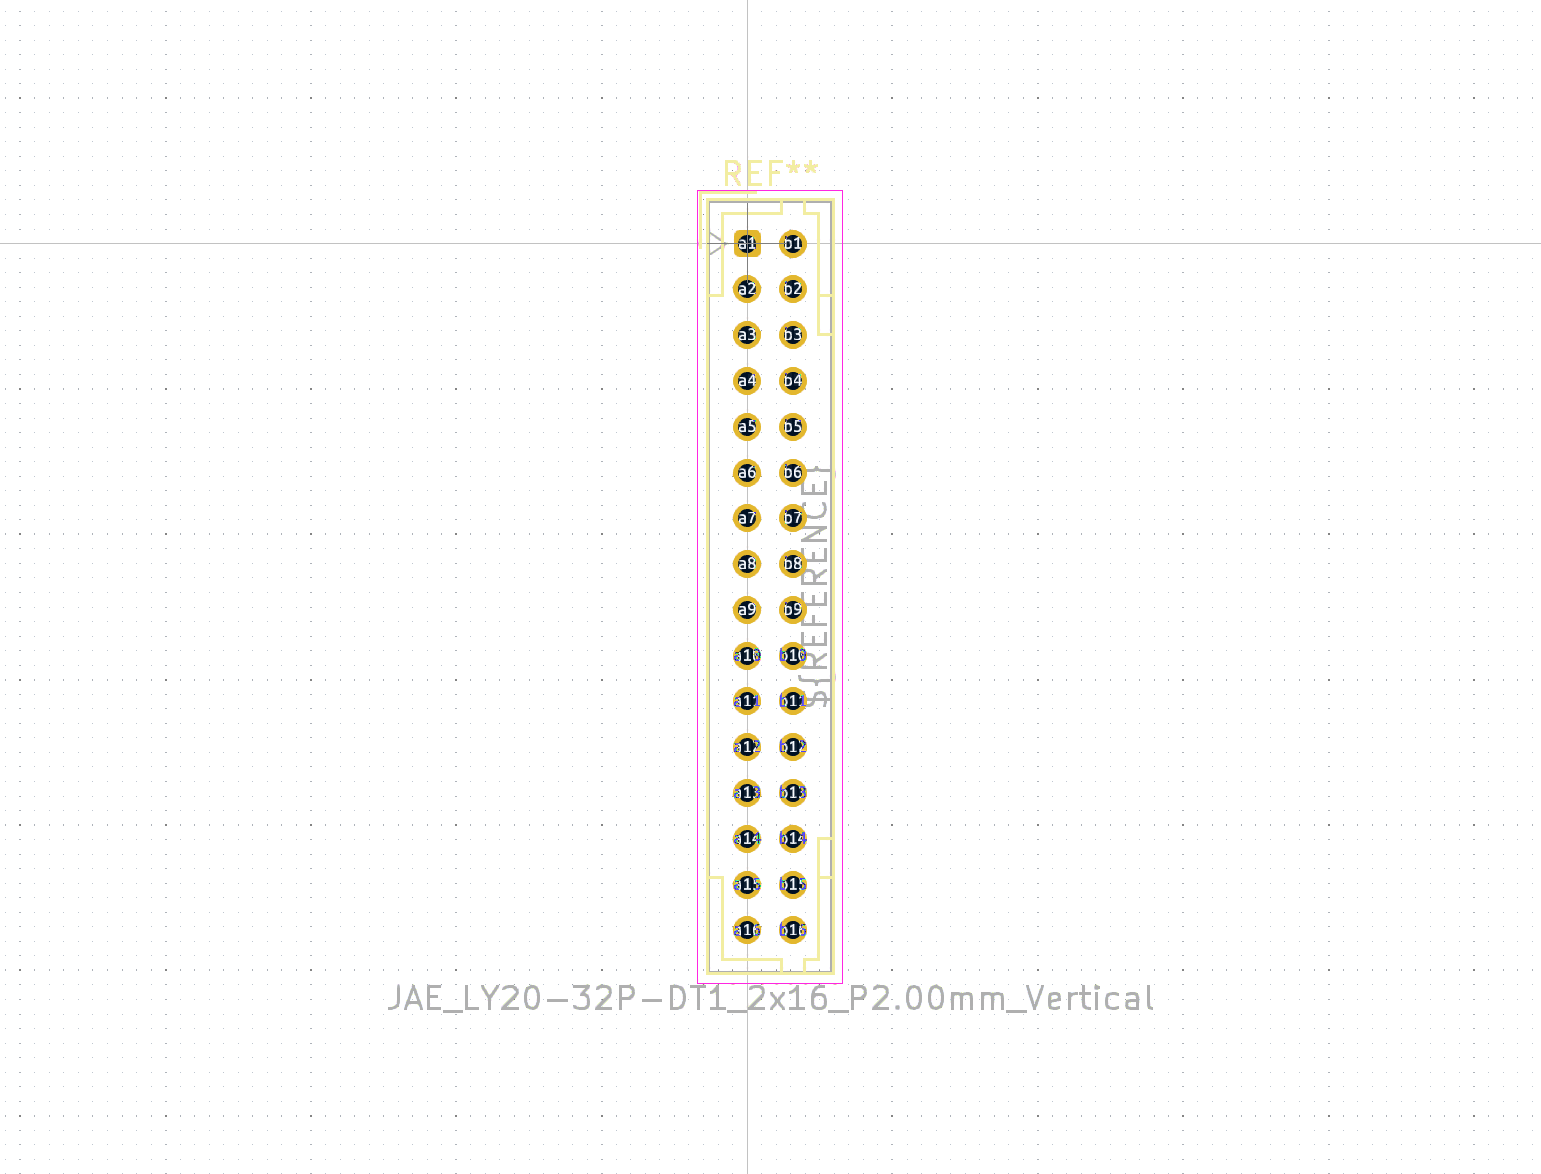 REF**
a1 b1
a2 b2
a3 b3
a4 b4
a5 b5
a6 b6
a7 b7
a8 b8
a9 b9
a10 b10
a11 b11
a12 b12
a13 b13
a14 b14
a15 b15
a16 b16
${REFERENCE}
JAE_LY20-32P-DT1_2x16_P2.00mm_Vertical